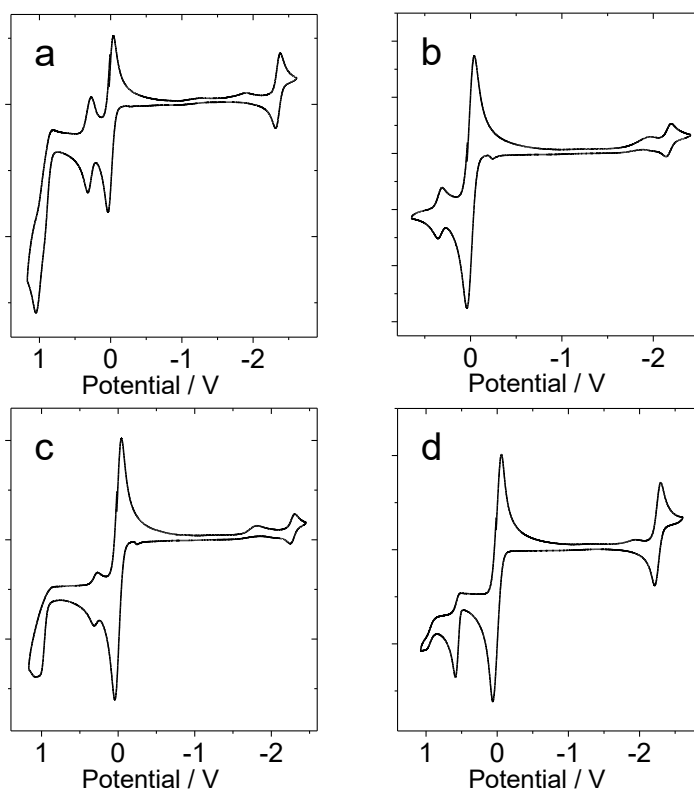 a
b
1 0 -1 -2
Potential / V
0 -1 -2
Potential / V
c
d
1 0 -1 -2
Potential / V
1 0 -1 -2
Potential / V